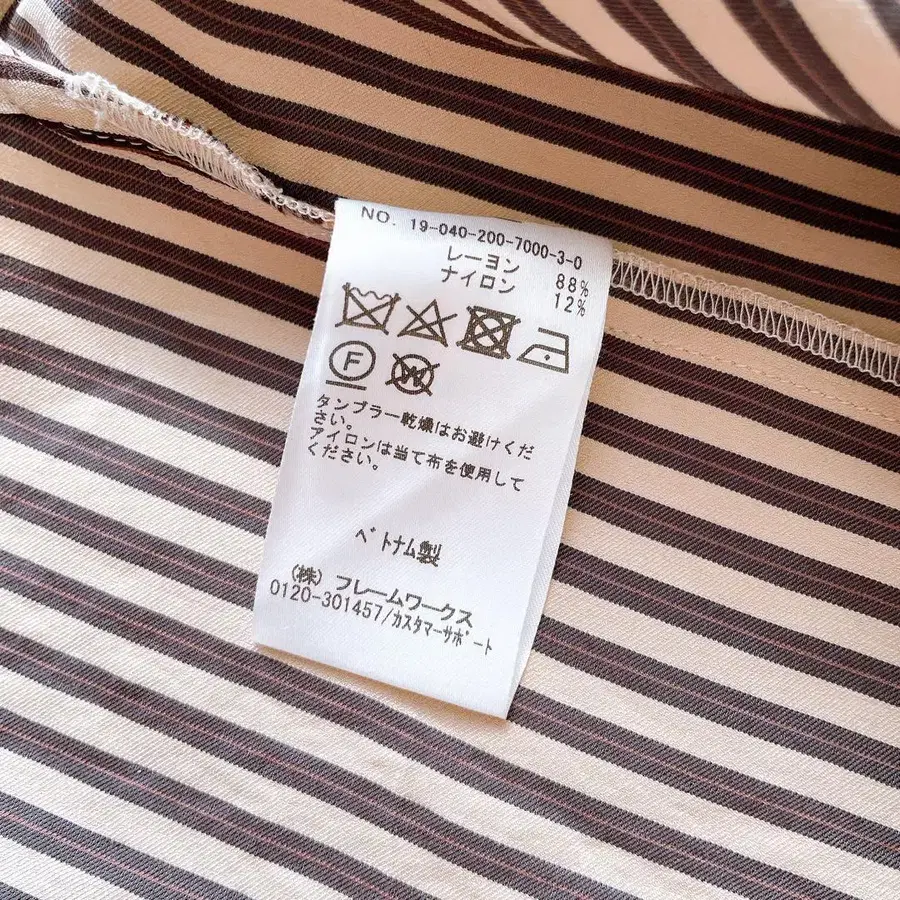 NO. 19-040-200-7000-3-0
レーヨン 88%
ナイロン 12%
F
W
タンブラー乾燥はお避けくだ
さい。
アイロンは当て布を使用して
ください。
ベトナム製
(株) フレームワークス
0120-301457/カスタマーサポート